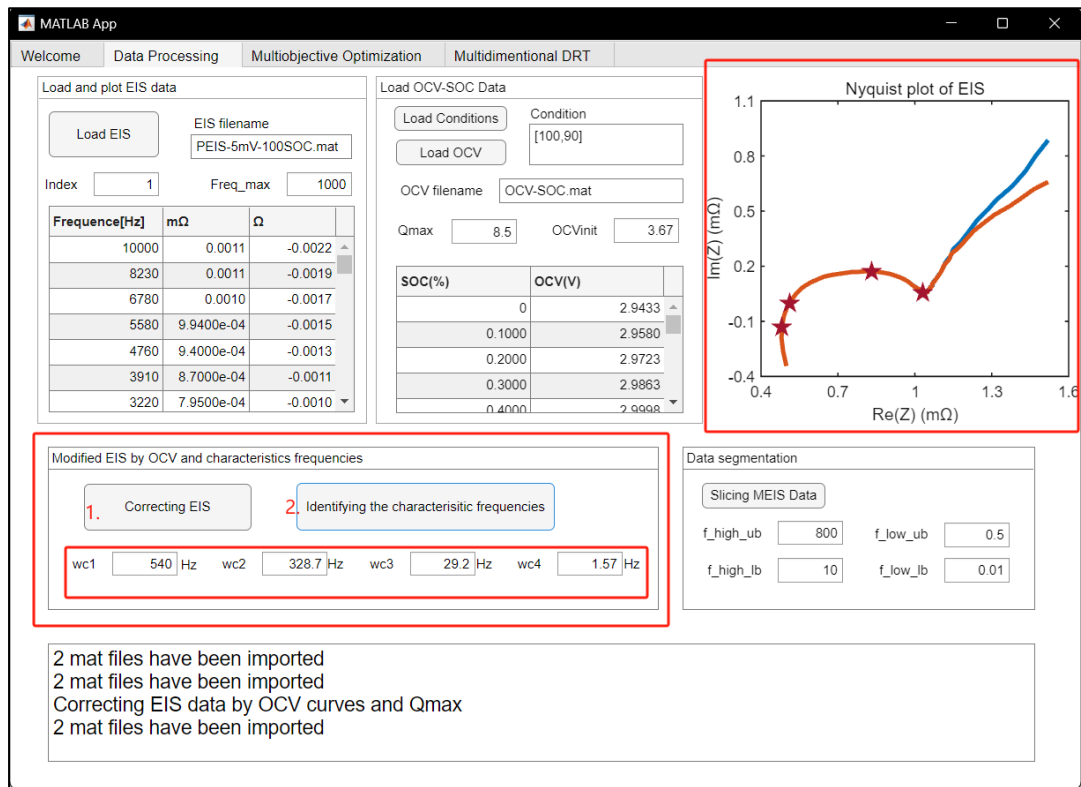 MATLAB App
Welcome Data Processing Multiobjective Optimization Multidimentional DRT
Load and plot EIS data
Load EIS
EIS filename
PEIS-5mV-100SOC.mat
Index 1 Freq_max 1000
Frequence[Hz] mΩ Ω
10000 0.0011 -0.0022
8230 0.0011 -0.0019
6780 0.0010 -0.0017
5580 9.9400e-04 -0.0015
4760 9.4000e-04 -0.0013
3910 8.7000e-04 -0.0011
3220 7.9500e-04 -0.0010
Load OCV-SOC Data
Load Conditions
Condition
[100,90]
Load OCV
OCV filename OCV-SOC.mat
Qmax 8.5 OCVinit 3.67
SOC(%) OCV(V)
0 2.9433
0.1000 2.9580
0.2000 2.9723
0.3000 2.9863
0.4000 2.9998
Nyquist plot of EIS
1.1
0.8
0.5
0.2
-0.1
-0.4
Im(Z) (mΩ)
0.4 0.7 1 1.3 1.6
Re(Z) (mΩ)
Modified EIS by OCV and characteristics frequencies
1. Correcting EIS
2. Identifying the characterisitic frequencies
wc1 540 Hz wc2 328.7 Hz wc3 29.2 Hz wc4 1.57 Hz
Data segmentation
Slicing MEIS Data
f_high_ub 800 f_low_ub 0.5
f_high_lb 10 f_low_lb 0.01
2 mat files have been imported
2 mat files have been imported
Correcting EIS data by OCV curves and Qmax
2 mat files have been imported